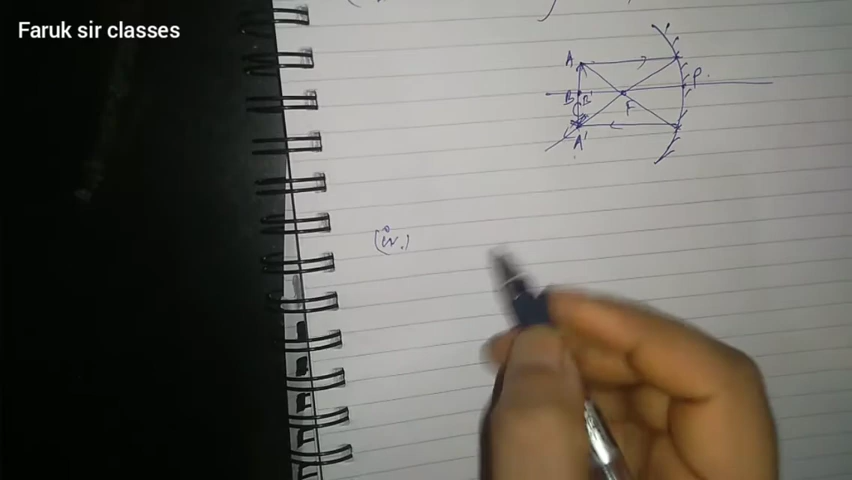 Faruk sir classes
A
B B'
F
P.
A'
(iv.)